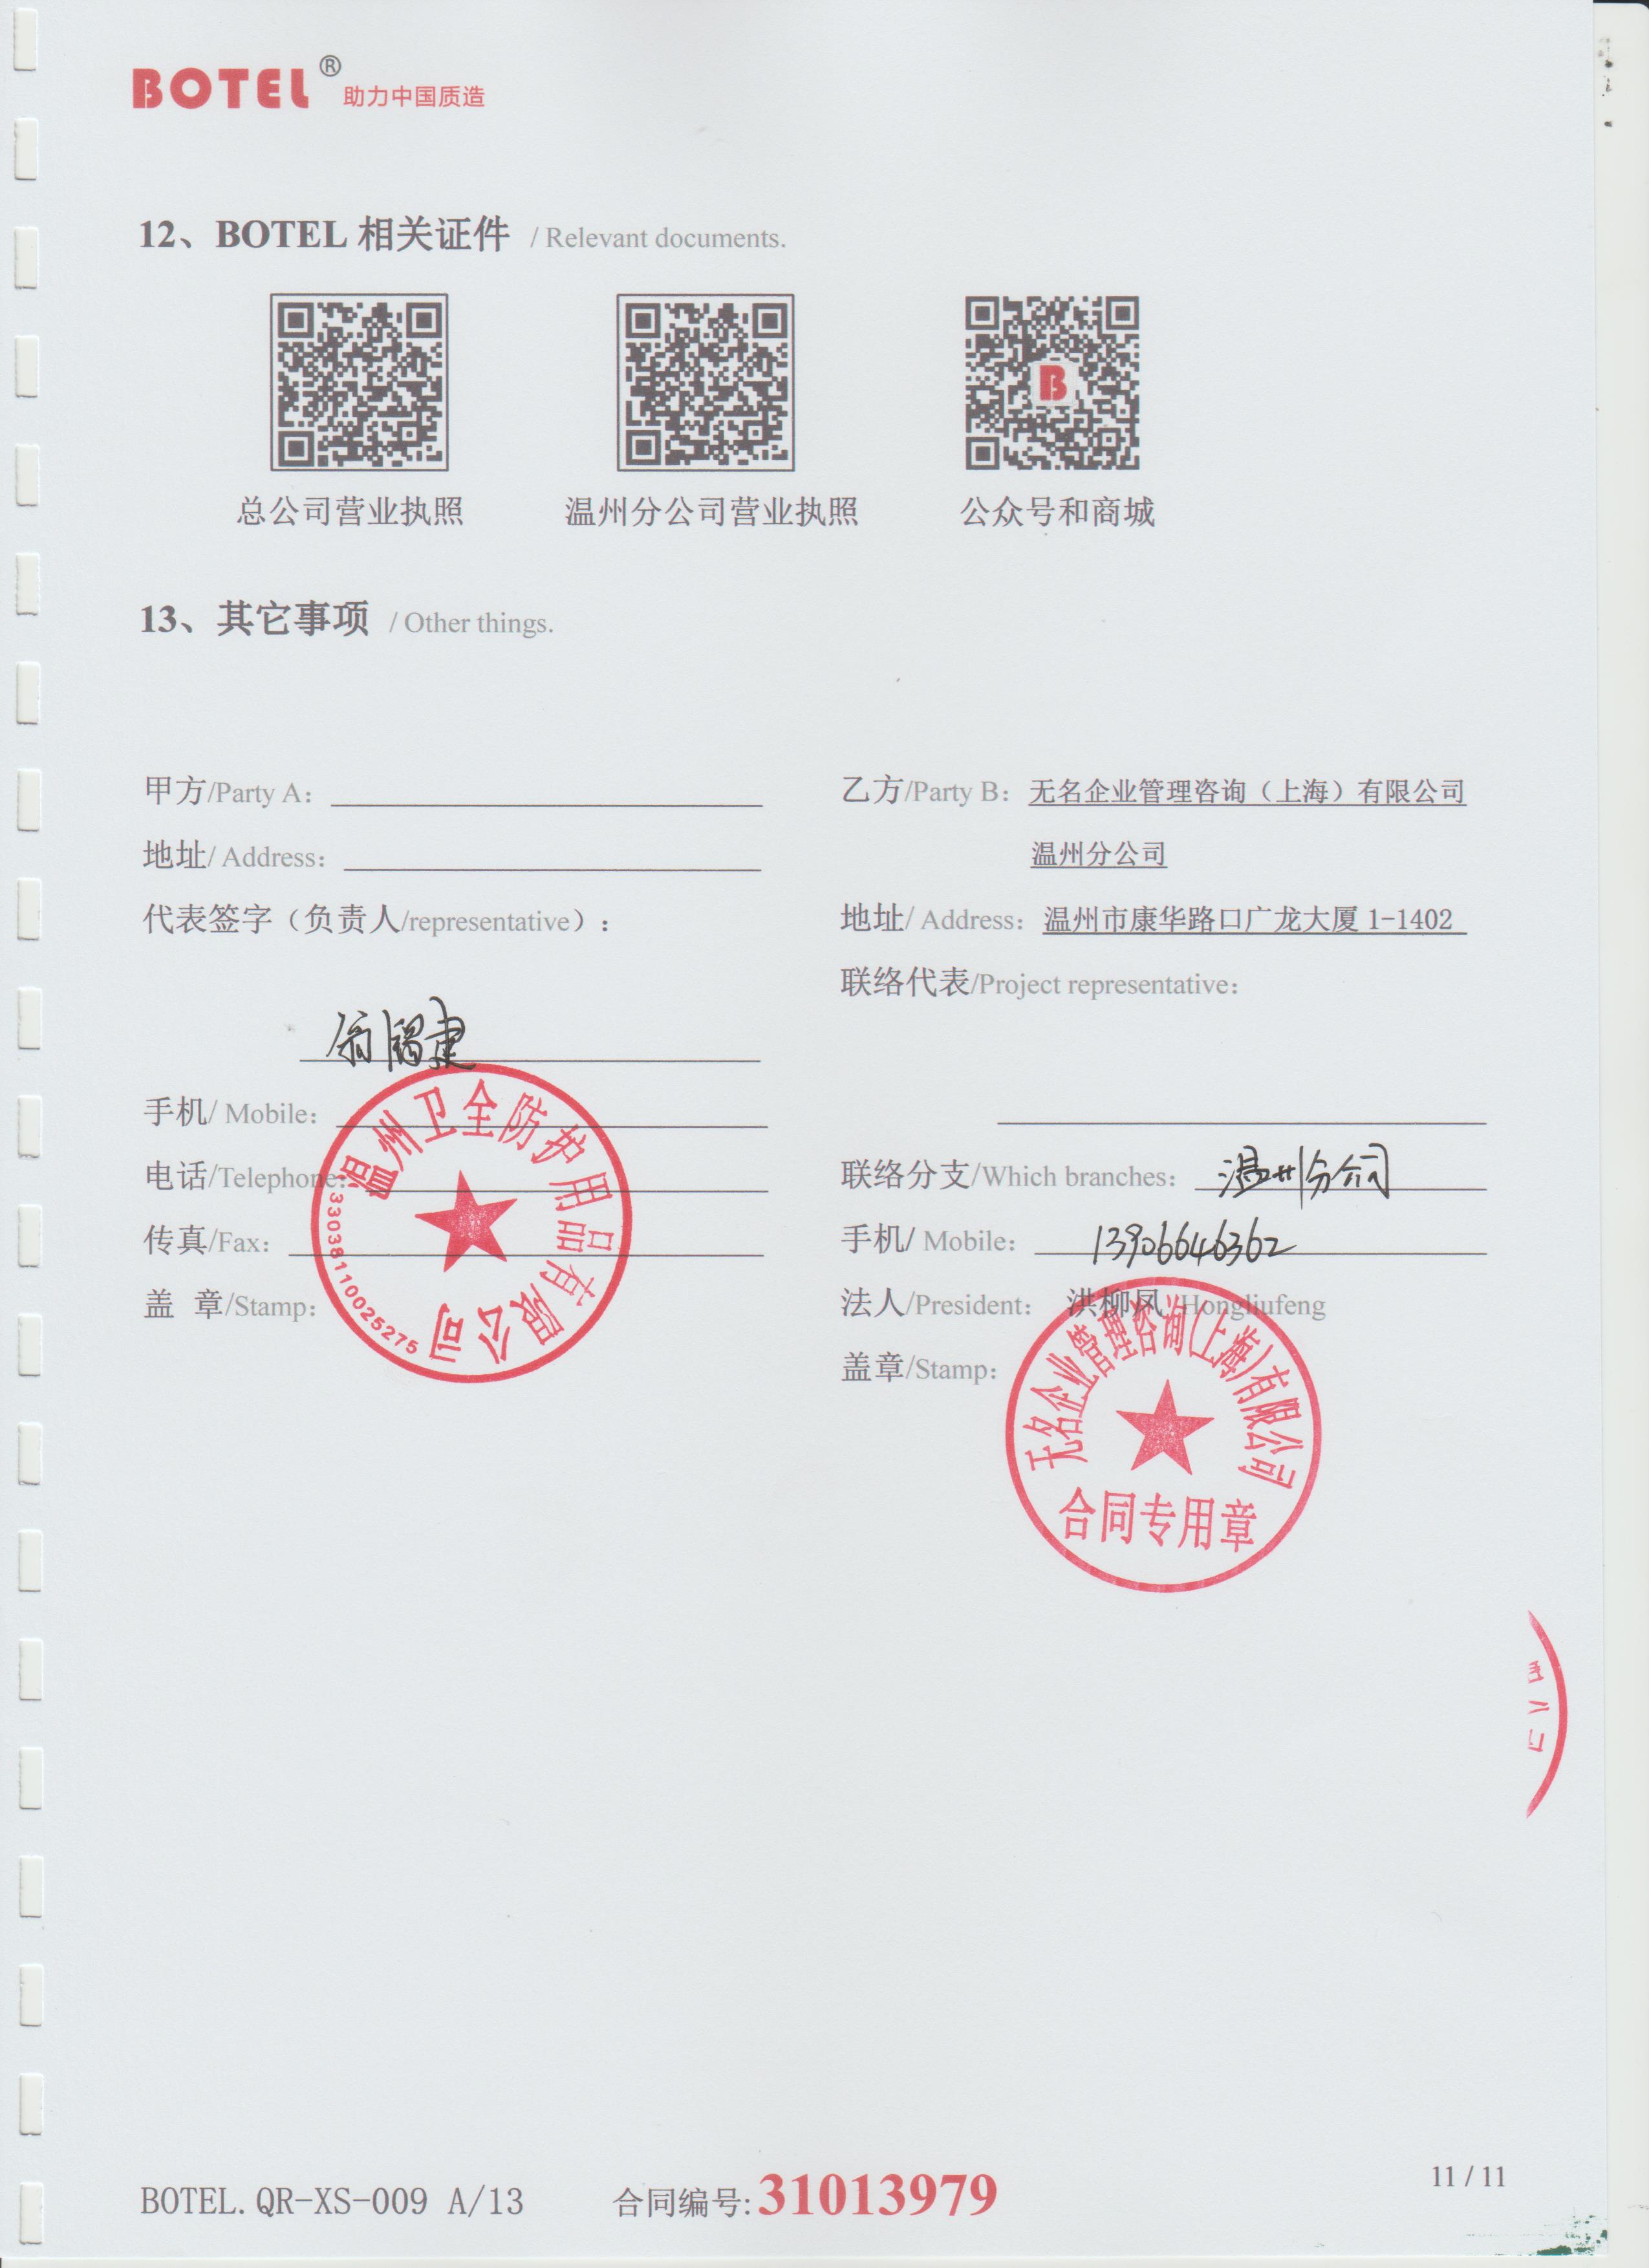 BOTEL® 助力中国质造
12、BOTEL 相关证件 / Relevant documents.
B
总公司营业执照 温州分公司营业执照 公众号和商城
13、其它事项 / Other things.
甲方/Party A：
地址/ Address：
代表签字（负责人/representative）：
手机/ Mobile：
电话/Telephone：
传真/Fax：
盖 章/Stamp：
温州卫全防护用品有限公司
33038110025275
乙方/Party B：无名企业管理咨询（上海）有限公司
温州分公司
地址/ Address：温州市康华路口广龙大厦 1-1402
联络代表/Project representative：
联络分支/Which branches：温州分公司
手机/ Mobile：13906646362
法人/President： 洪柳凤 /Hongliufeng
盖章/Stamp：
无名企业管理咨询(上海)有限公司
合同专用章
11 / 11
BOTEL.QR-XS-009 A/13 合同编号:31013979